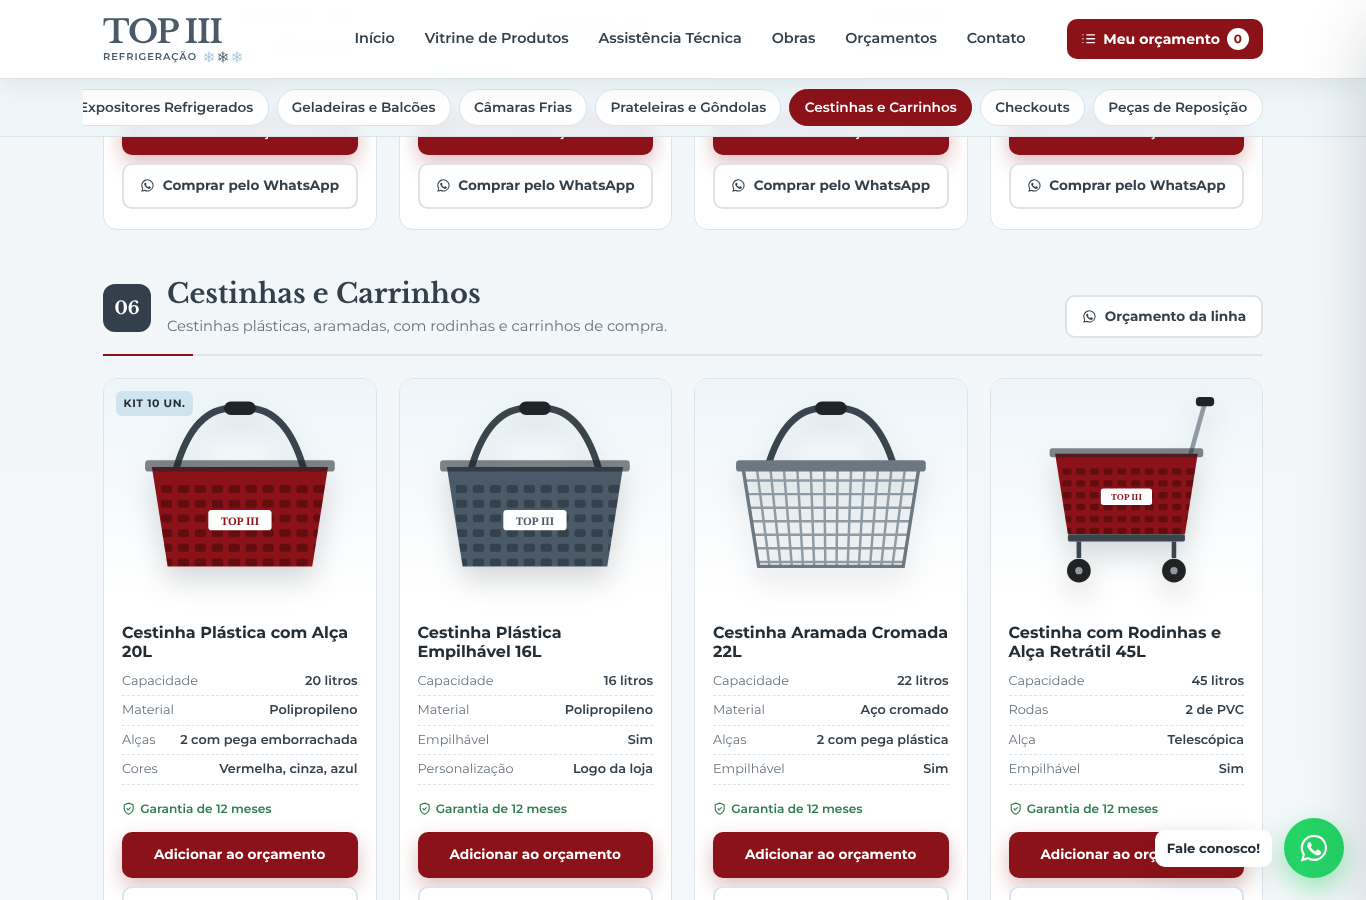 TOP III
REFRIGERAÇÃO
Início
Vitrine de Produtos
Assistência Técnica
Obras
Orçamentos
Contato
Meu orçamento 0
Expositores Refrigerados
Geladeiras e Balcões
Câmaras Frias
Prateleiras e Gôndolas
Cestinhas e Carrinhos
Checkouts
Peças de Reposição
Comprar pelo WhatsApp
Comprar pelo WhatsApp
Comprar pelo WhatsApp
Comprar pelo WhatsApp
06
Cestinhas e Carrinhos
Cestinhas plásticas, aramadas, com rodinhas e carrinhos de compra.
Orçamento da linha
KIT 10 UN.
TOP III
Cestinha Plástica com Alça
20L
Capacidade 20 litros
Material Polipropileno
Alças 2 com pega emborrachada
Cores Vermelha, cinza, azul
Garantia de 12 meses
Adicionar ao orçamento
TOP III
Cestinha Plástica
Empilhável 16L
Capacidade 16 litros
Material Polipropileno
Empilhável Sim
Personalização Logo da loja
Garantia de 12 meses
Adicionar ao orçamento
Cestinha Aramada Cromada
22L
Capacidade 22 litros
Material Aço cromado
Alças 2 com pega plástica
Empilhável Sim
Garantia de 12 meses
Adicionar ao orçamento
TOP III
Cestinha com Rodinhas e
Alça Retrátil 45L
Capacidade 45 litros
Rodas 2 de PVC
Alça Telescópica
Empilhável Sim
Garantia de 12 meses
Adicionar ao
Fale conosco!